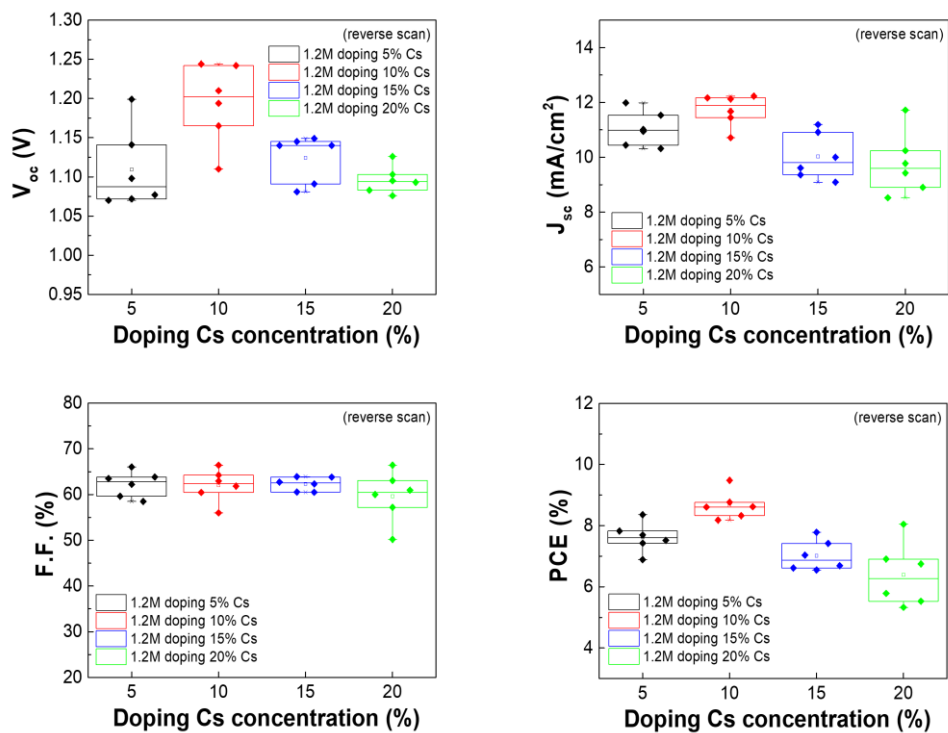 (reverse scan)
1.30
1.25
1.20
1.15
1.10
1.05
1.00
0.95
Voc (V)
1.2M doping 5% Cs
1.2M doping 10% Cs
1.2M doping 15% Cs
1.2M doping 20% Cs
5 10 15 20
Doping Cs concentration (%)
(reverse scan)
14
12
10
8
6
Jsc (mA/cm²)
1.2M doping 5% Cs
1.2M doping 10% Cs
1.2M doping 15% Cs
1.2M doping 20% Cs
5 10 15 20
Doping Cs concentration (%)
(reverse scan)
80
70
60
50
40
30
20
F.F. (%)
1.2M doping 5% Cs
1.2M doping 10% Cs
1.2M doping 15% Cs
1.2M doping 20% Cs
5 10 15 20
Doping Cs concentration (%)
(reverse scan)
12
10
8
6
4
PCE (%)
1.2M doping 5% Cs
1.2M doping 10% Cs
1.2M doping 15% Cs
1.2M doping 20% Cs
5 10 15 20
Doping Cs concentration (%)